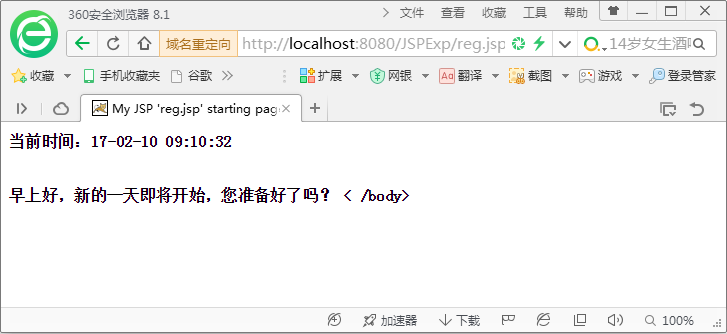 360安全浏览器 8.1 文件 查看 收藏 工具 帮助
域名重定向 http://localhost:8080/JSPExp/reg.jsp 14岁女生酒
收藏 手机收藏夹 谷歌 扩展 网银 Aa 翻译 截图 游戏 登录管家
My JSP 'reg.jsp' starting pag
当前时间：17-02-10 09:10:32
早上好，新的一天即将开始，您准备好了吗？ < /body>
加速器 下载 100%